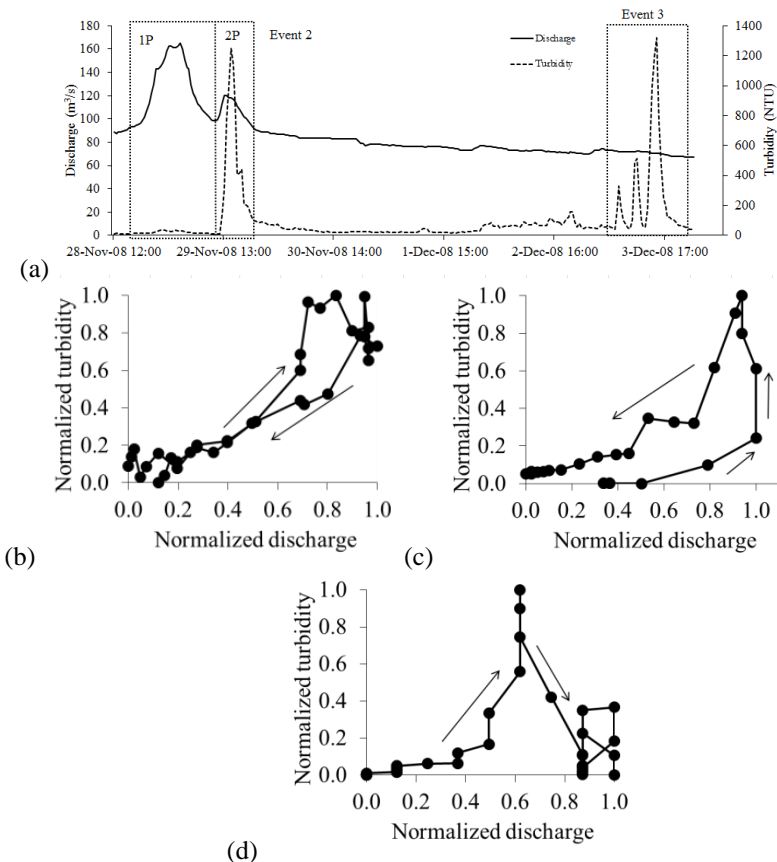 Event 3
180 1P 2P Event 2 1400
160 Discharge 1200
140 Turbidity 1000
120
100 800
80 600
60 400
40
20 200
0 0
Discharge (m³/s)
Turbidity (NTU)
28-Nov-08 12:00 29-Nov-08 13:00 30-Nov-08 14:00 1-Dec-08 15:00 2-Dec-08 16:00 3-Dec-08 17:00
(a)
Normalized turbidity
1.0
0.8
0.6
0.4
0.2
0.0
0.0 0.2 0.4 0.6 0.8 1.0
Normalized discharge
(b)
Normalized turbidity
1.0
0.8
0.6
0.4
0.2
0.0
0.0 0.2 0.4 0.6 0.8 1.0
Normalized discharge
(c)
Normalized turbidity
1.0
0.8
0.6
0.4
0.2
0.0
0.0 0.2 0.4 0.6 0.8 1.0
Normalized discharge
(d)